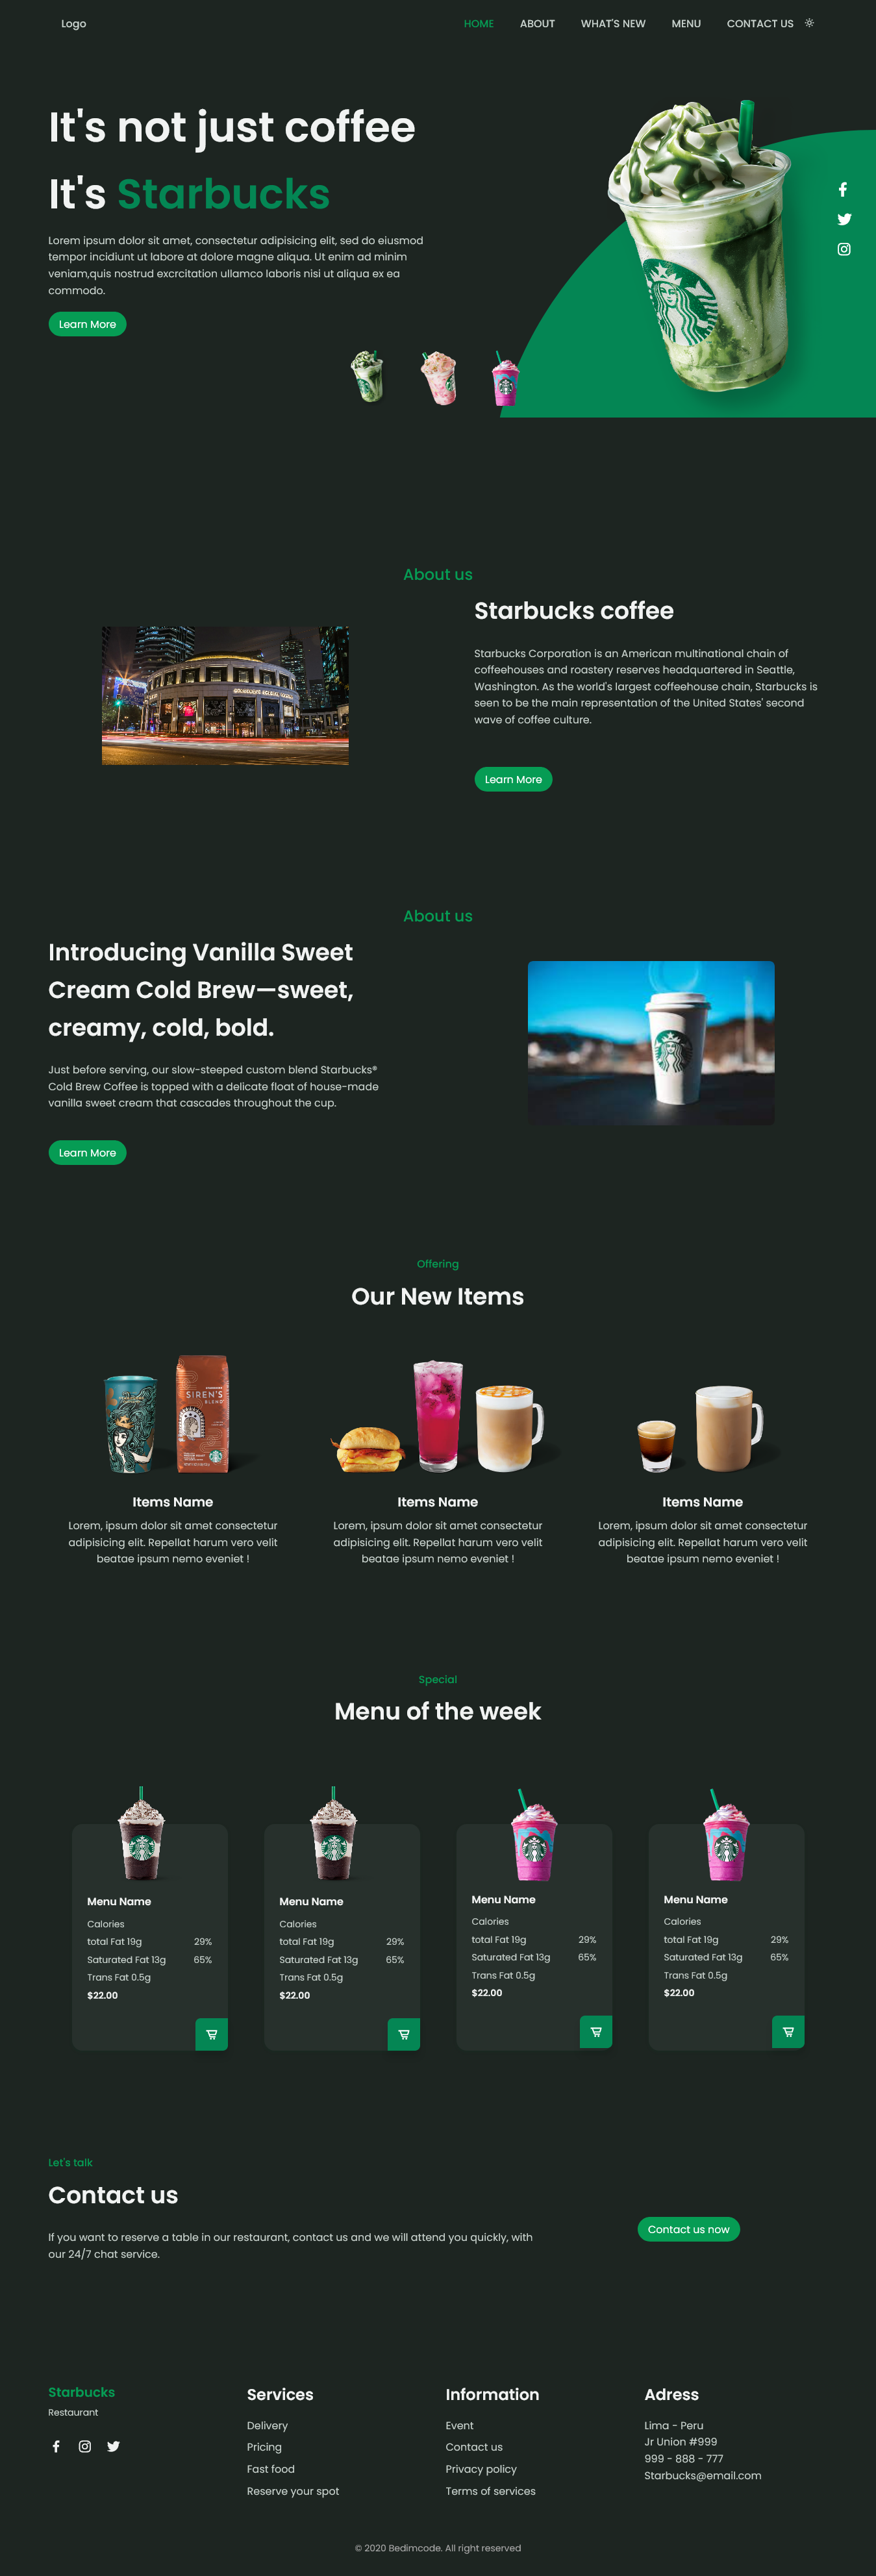 Logo
HOME
ABOUT
WHAT'S NEW
MENU
CONTACT US
It's not just coffee
It's Starbucks
Lorem ipsum dolor sit amet, consectetur adipisicing elit, sed do eiusmod
tempor incidiunt ut labore at dolore magne aliqua. Ut enim ad minim
veniam,quis nostrud excrcitation ullamco laboris nisi ut aliqua ex ea
commodo.
Learn More
About us
Starbucks coffee
Starbucks Corporation is an American multinational chain of
coffeehouses and roastery reserves headquartered in Seattle,
Washington. As the world's largest coffeehouse chain, Starbucks is
seen to be the main representation of the United States' second
wave of coffee culture.
Learn More
About us
Introducing Vanilla Sweet
Cream Cold Brew—sweet,
creamy, cold, bold.
Just before serving, our slow-steeped custom blend Starbucks®
Cold Brew Coffee is topped with a delicate float of house-made
vanilla sweet cream that cascades throughout the cup.
Learn More
Offering
Our New Items
SIREN'S
BLEND
Items Name
Lorem, ipsum dolor sit amet consectetur
adipisicing elit. Repellat harum vero velit
beatae ipsum nemo eveniet !
Items Name
Lorem, ipsum dolor sit amet consectetur
adipisicing elit. Repellat harum vero velit
beatae ipsum nemo eveniet !
Items Name
Lorem, ipsum dolor sit amet consectetur
adipisicing elit. Repellat harum vero velit
beatae ipsum nemo eveniet !
Special
Menu of the week
Menu Name
Calories
total Fat 19g 29%
Saturated Fat 13g 65%
Trans Fat 0.5g
$22.00
Menu Name
Calories
total Fat 19g 29%
Saturated Fat 13g 65%
Trans Fat 0.5g
$22.00
Menu Name
Calories
total Fat 19g 29%
Saturated Fat 13g 65%
Trans Fat 0.5g
$22.00
Menu Name
Calories
total Fat 19g 29%
Saturated Fat 13g 65%
Trans Fat 0.5g
$22.00
Let's talk
Contact us
If you want to reserve a table in our restaurant, contact us and we will attend you quickly, with
our 24/7 chat service.
Contact us now
Starbucks
Restaurant
Services
Delivery
Pricing
Fast food
Reserve your spot
Information
Event
Contact us
Privacy policy
Terms of services
Adress
Lima - Peru
Jr Union #999
999 - 888 - 777
Starbucks@email.com
© 2020 Bedimcode. All right reserved